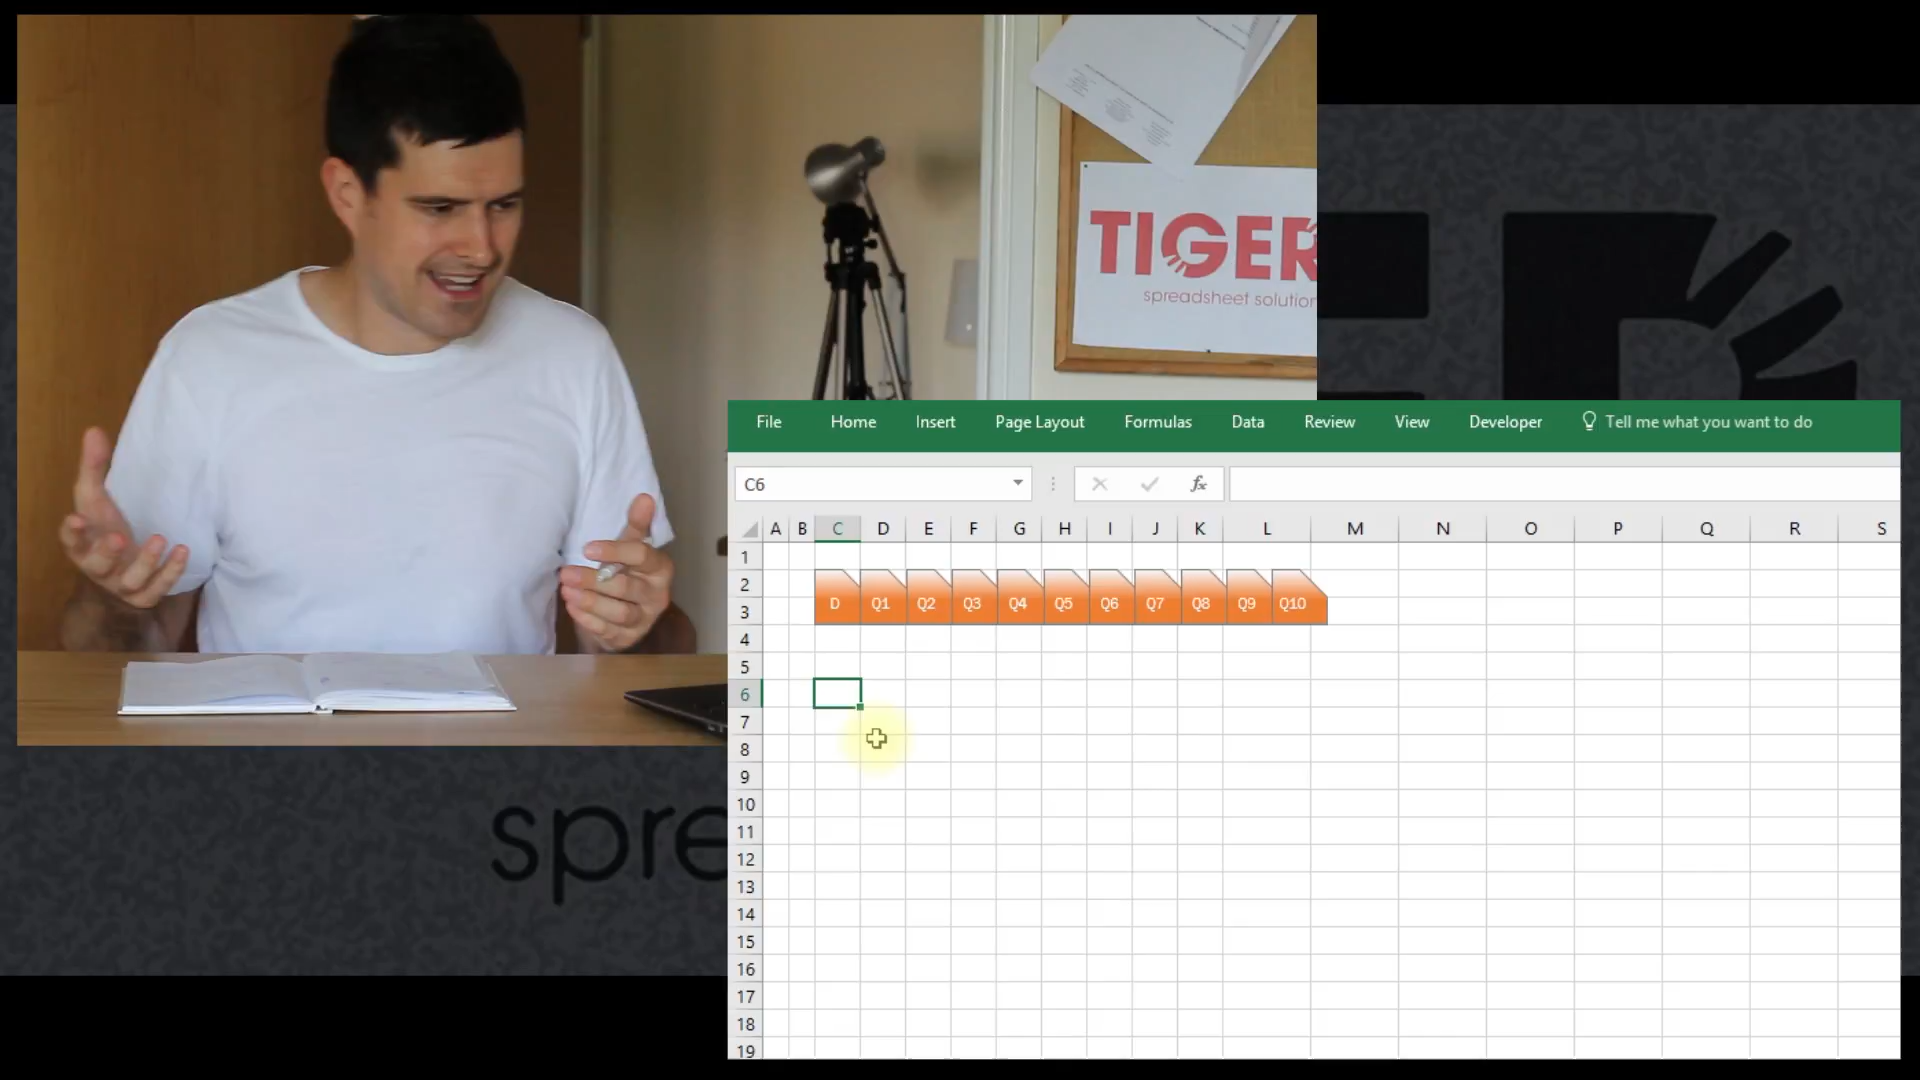 TIGER
spreadsheet solution
spre
File Home Insert Page Layout Formulas Data Review View Developer Tell me what you want to do
C6 fx
A B C D E F G H I J K L M N O P Q R S
1
2
D Q1 Q2 Q3 Q4 Q5 Q6 Q7 Q8 Q9 Q10
3
4
5
6
7
8
9
10
11
12
13
14
15
16
17
18
19